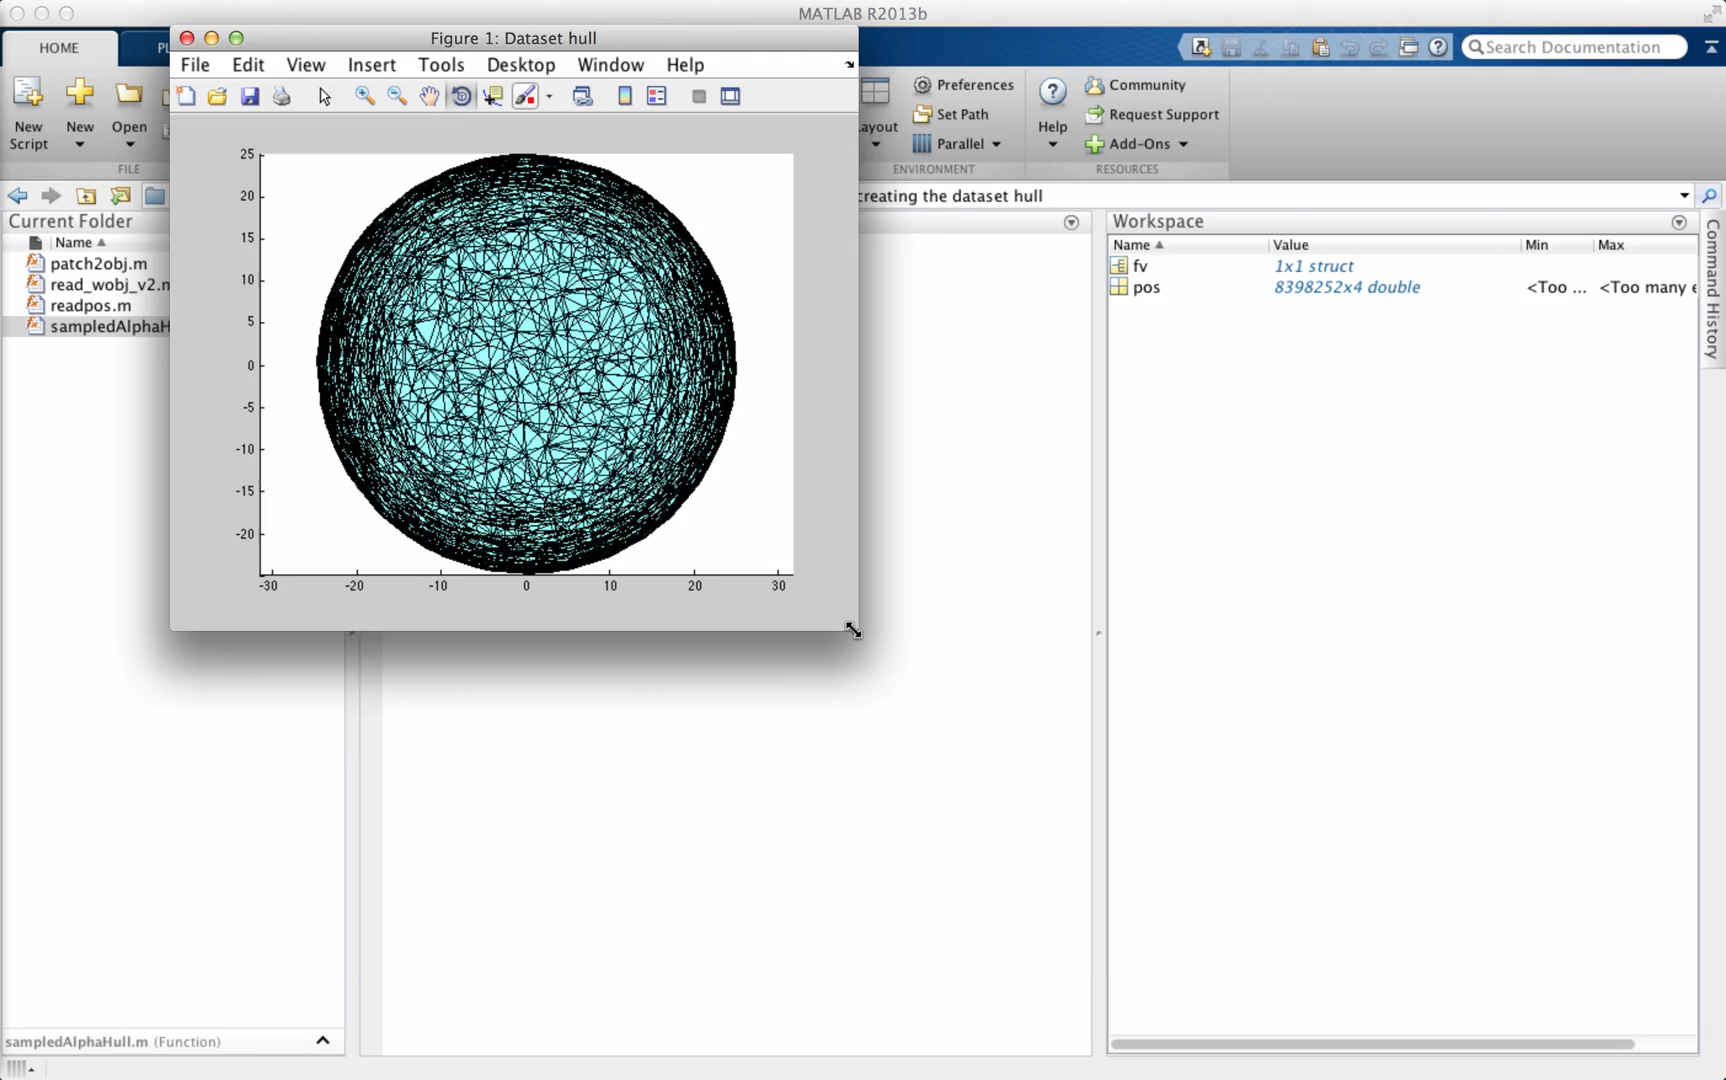 MATLAB R2013b
HOME
PL
Search Documentation
Figure 1: Dataset hull
File Edit View Insert Tools Desktop Window Help
New Script
New
Open
FILE
ayout
Preferences
Set Path
Parallel
ENVIRONMENT
Help
Community
Request Support
Add-Ons
RESOURCES
creating the dataset hull
Current Folder
Name
patch2obj.m
read_wobj_v2.m
readpos.m
sampledAlphaH
25
20
15
10
5
0
-5
-10
-15
-20
-30 -20 -10 0 10 20 30
Workspace
Name Value Min Max
fv 1x1 struct
pos 8398252x4 double <Too ... <Too many e
Command History
sampledAlphaHull.m (Function)